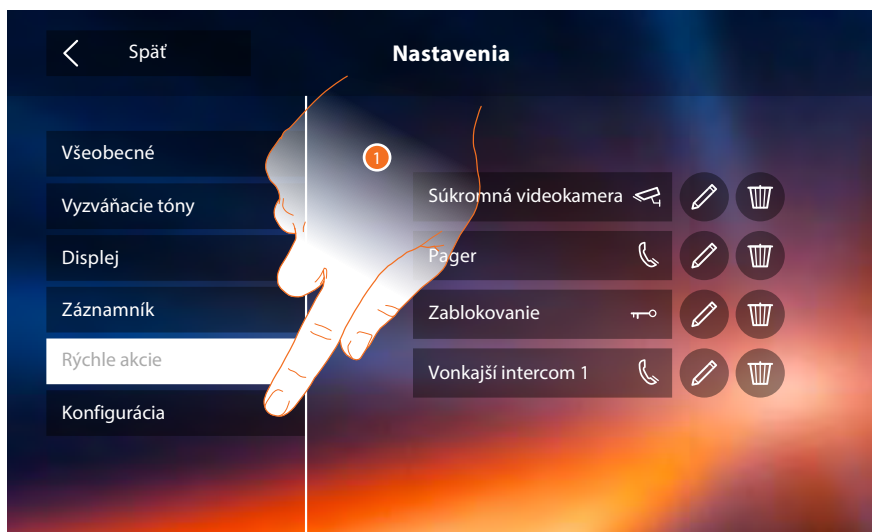 Späť
Nastavenia
Všeobecné
Vyzváňacie tóny
Displej
Záznamník
Rýchle akcie
Konfigurácia
1
Súkromná videokamera
Pager
Zablokovanie
Vonkajší intercom 1